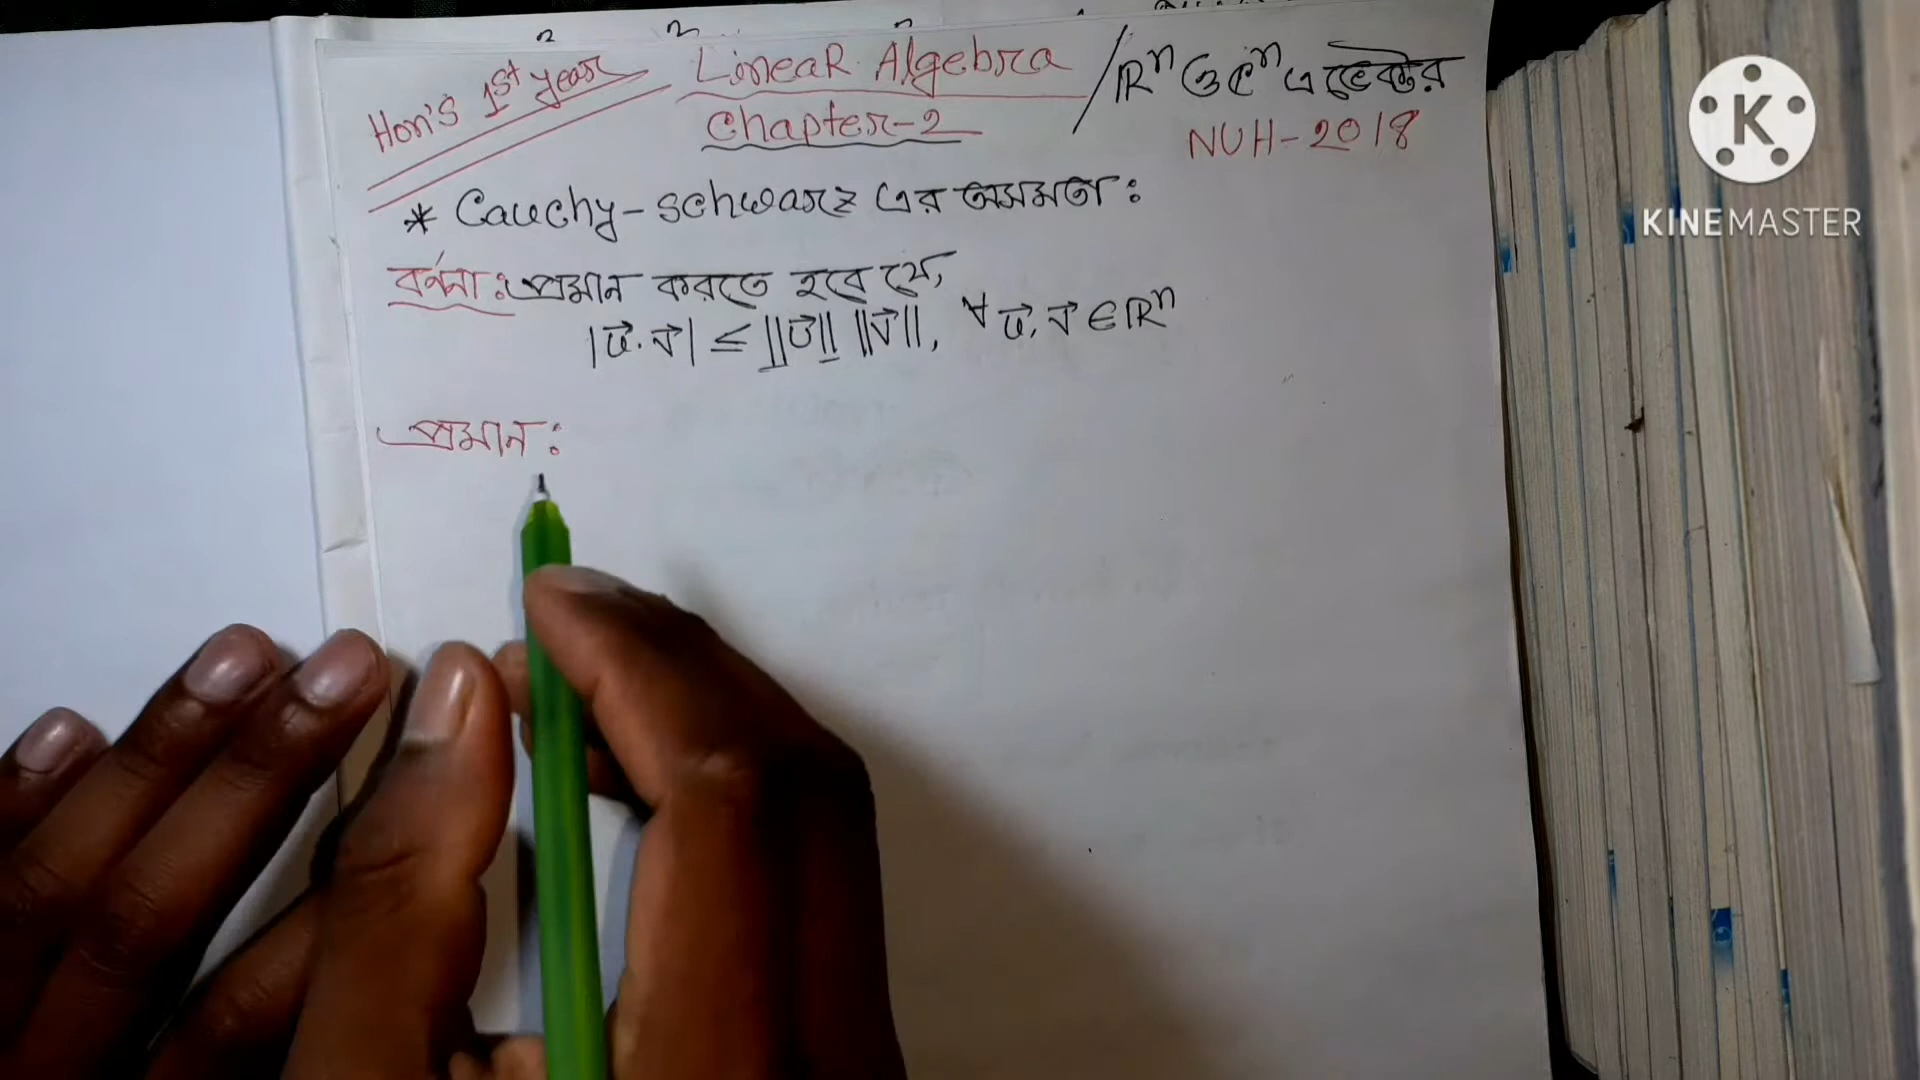 Hon's 1st year
Linear Algebra / ℝⁿ ও ℂⁿ এ ভেক্টর
Chapter-2
NUH-2018
* Cauchy-schwarz এর অসমতা:
বর্ণনা: প্রমান করতে হবে যে,
|u⃗.v⃗| ≤ ||u⃗|| ||v⃗||, ∀ u⃗, v⃗ ∈ ℝⁿ
প্রমান:
K
KINEMASTER